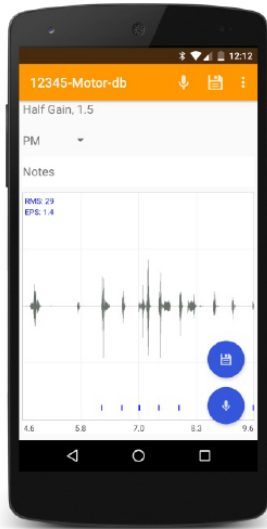 12:12
12345-Motor-db
Half Gain, 1.5
PM
Notes
RMS: 29
EPS: 1.4
4.6 5.8 7.0 8.3 9.6